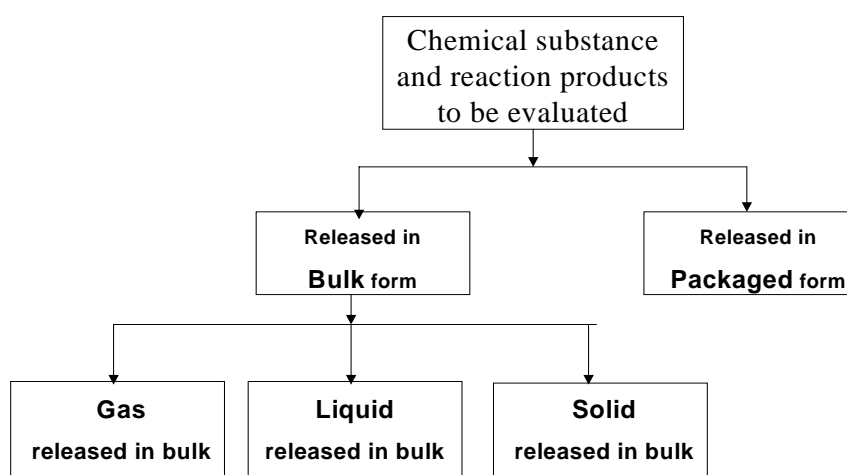 Chemical substance
and reaction products
to be evaluated
Released in
Bulk form
Released in
Packaged form
Gas
released in bulk
Liquid
released in bulk
Solid
released in bulk